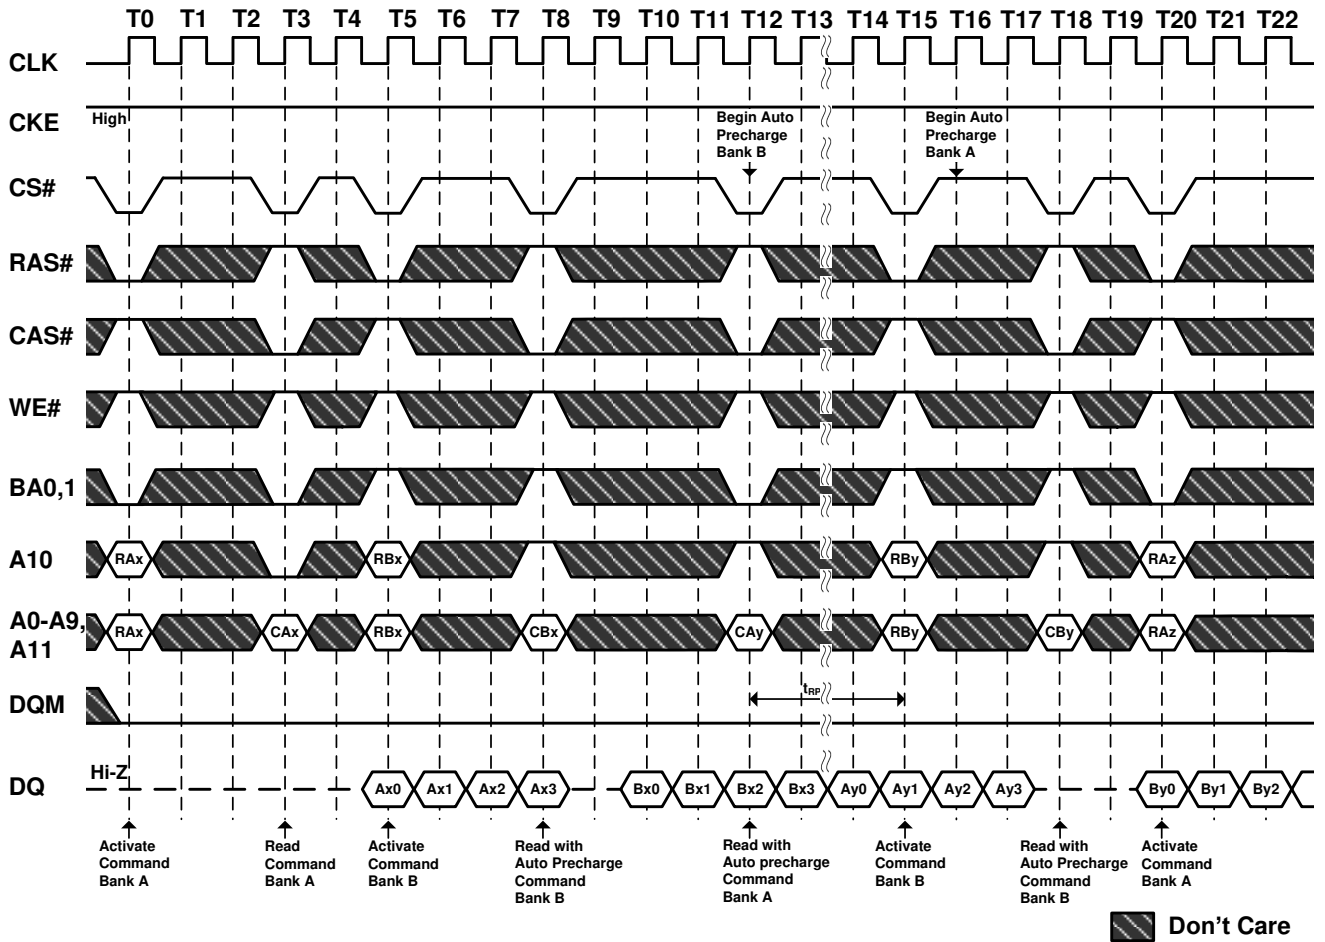 T0 T1 T2 T3 T4 T5 T6 T7 T8 T9 T10 T11 T12 T13 T14 T15 T16 T17 T18 T19 T20 T21 T22
CLK
CKE
High
Begin Auto
Precharge
Bank B
Begin Auto
Precharge
Bank A
CS#
RAS#
CAS#
WE#
BA0,1
A10
RAx RBx RBy RAz
A0-A9,
A11
RAx CAx RBx CBx CAy RBy CBy RAz
DQM
tRP
DQ
Hi-Z
Ax0 Ax1 Ax2 Ax3 Bx0 Bx1 Bx2 Bx3 Ay0 Ay1 Ay2 Ay3 By0 By1 By2
Activate
Command
Bank A
Read
Command
Bank A
Activate
Command
Bank B
Read with
Auto Precharge
Command
Bank B
Read with
Auto precharge
Command
Bank A
Activate
Command
Bank B
Read with
Auto Precharge
Command
Bank B
Activate
Command
Bank A
Don't Care